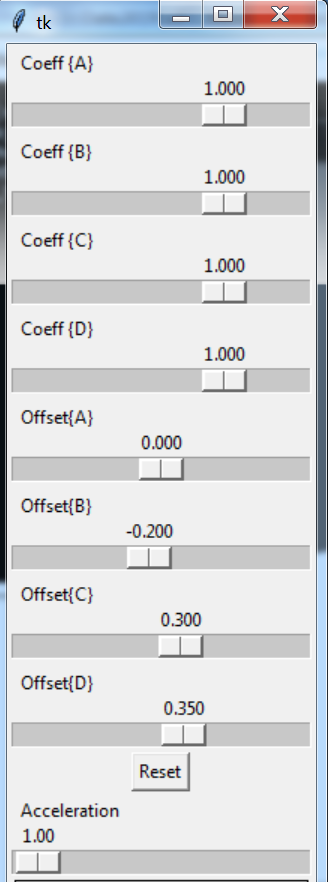 tk
Coeff {A}
1.000
Coeff {B}
1.000
Coeff {C}
1.000
Coeff {D}
1.000
Offset{A}
0.000
Offset{B}
-0.200
Offset{C}
0.300
Offset{D}
0.350
Reset
Acceleration
1.00